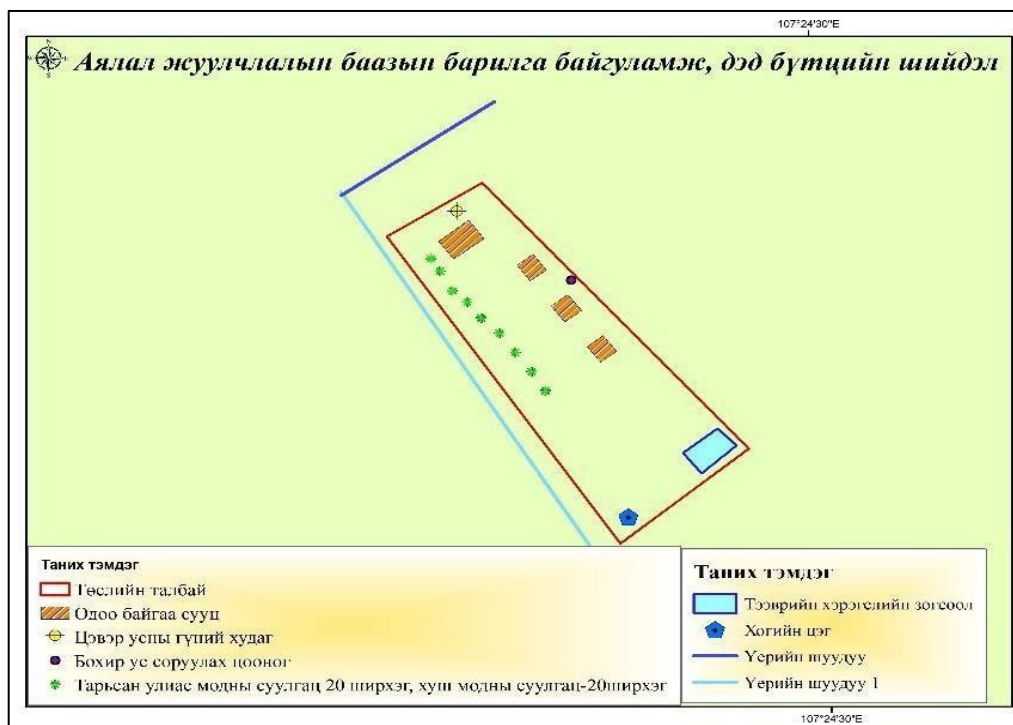 107°24'30"E
Аялал жуулчлалын баазын барилга байгууламж, дэд бүтцийн шийдэл
Таних тэмдэг
Төслийн талбай
Одоо байгаа сууц
Цэвэр усны гүний худаг
Бохир ус соруулах цооног
Тарьсан улиас модны суулгац 20 ширхэг, хуш модны суулгац-20ширхэг
Таних тэмдэг
Тээврийн хэрэгслийн зогсоол
Хогийн цэг
Үерийн шуудуу
Үерийн шуудуу 1
107°24'30"E